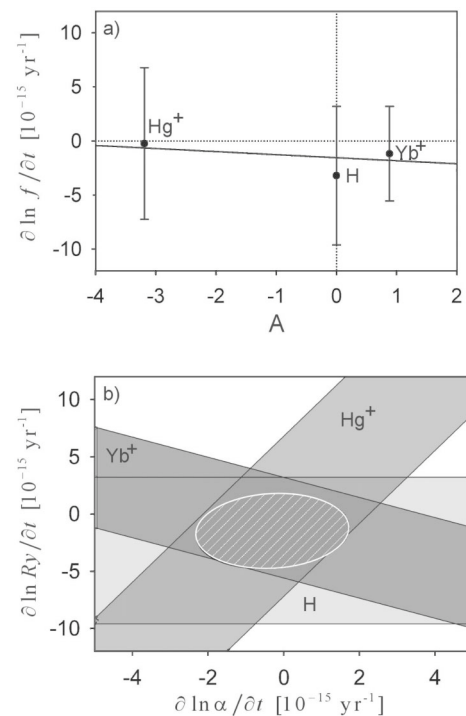 a)
10
5
0
-5
-10
∂ ln f/∂t [10⁻¹⁵ yr⁻¹]
Hg⁺
H
Yb⁺
-4 -3 -2 -1 0 1 2
A
b)
10
5
0
-5
-10
∂ ln Ry/∂t [10⁻¹⁵ yr⁻¹]
Hg⁺
Yb⁺
H
-4 -2 0 2 4
∂ ln α/∂t [10⁻¹⁵ yr⁻¹]